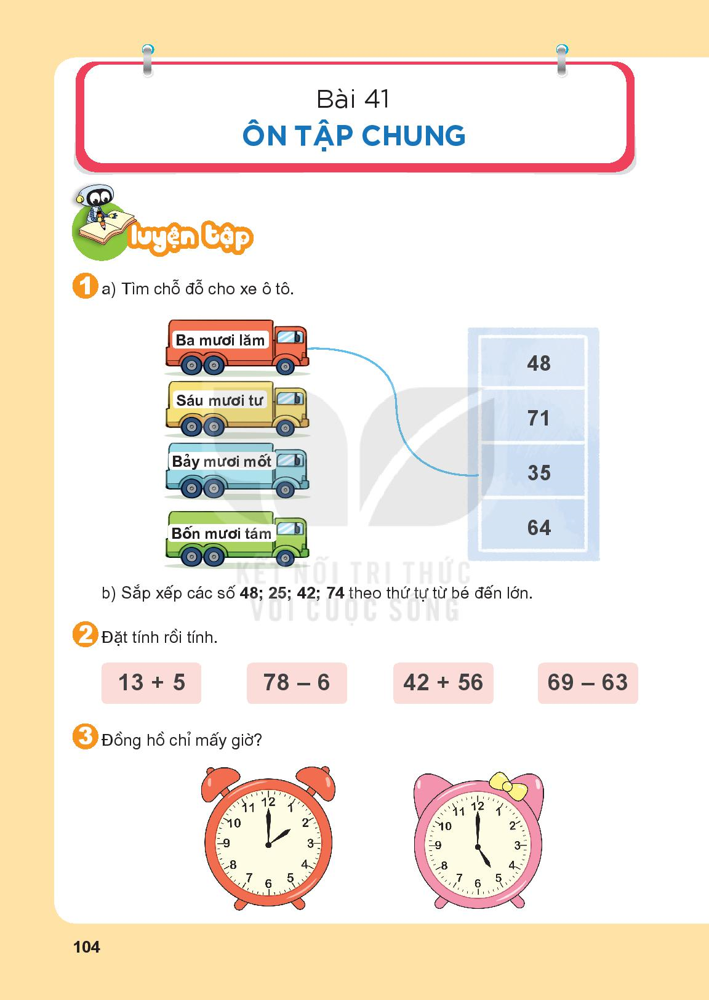 Bài 41
ÔN TẬP CHUNG
luyện tập
1 a) Tìm chỗ đỗ cho xe ô tô.
Ba mươi lăm
Sáu mươi tư
Bảy mươi mốt
Bốn mươi tám
48
71
35
64
KẾT NỐI TRI THỨC
VỚI CUỘC SỐNG
b) Sắp xếp các số 48; 25; 42; 74 theo thứ tự từ bé đến lớn.
2 Đặt tính rồi tính.
13 + 5 78 – 6 42 + 56 69 – 63
3 Đồng hồ chỉ mấy giờ?
12 1 2 3 4 5 6 7 8 9 10 11
12 1 2 3 4 5 6 7 8 9 10 11
104